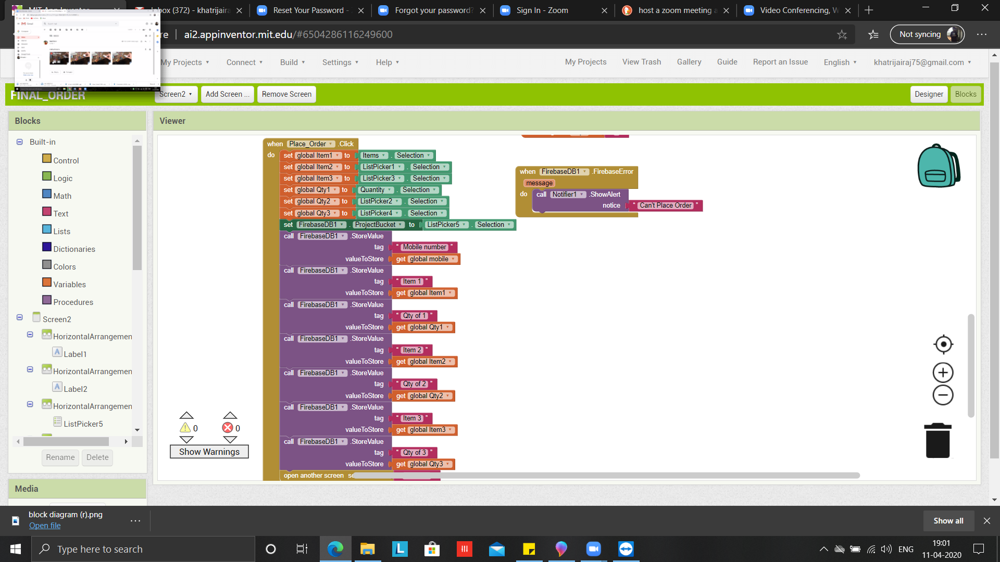 Inbox (372) - khatrijaira
Reset Your Password -
Forgot your password?
Sign In - Zoom
host a zoom meeting a
Video Conferencing, W
re | ai2.appinventor.mit.edu/#6504286116249600
Not syncing
My Projects
Connect
Build
Settings
Help
My Projects
View Trash
Gallery
Guide
Report an Issue
English
khatrijairaj75@gmail.com
FINAL_ORDER
Screen2
Add Screen ...
Remove Screen
Designer
Blocks
Blocks
Built-in
Control
Logic
Math
Text
Lists
Dictionaries
Colors
Variables
Procedures
Screen2
HorizontalArrangemen
Label1
HorizontalArrangemen
Label2
HorizontalArrangemen
ListPicker5
Rename
Delete
Media
Viewer
when Place_Order .Click
do set global Item1 to Items . Selection
set global Item2 to ListPicker1 . Selection
set global Item3 to ListPicker3 . Selection
set global Qty1 to Quantity . Selection
set global Qty2 to ListPicker2 . Selection
set global Qty3 to ListPicker4 . Selection
set FirebaseDB1 . ProjectBucket to ListPicker5 . Selection
call FirebaseDB1 .StoreValue
tag “ Mobile number ”
valueToStore get global mobile
call FirebaseDB1 .StoreValue
tag “ Item 1 ”
valueToStore get global Item1
call FirebaseDB1 .StoreValue
tag “ Qty of 1 ”
valueToStore get global Qty1
call FirebaseDB1 .StoreValue
tag “ Item 2 ”
valueToStore get global Item2
call FirebaseDB1 .StoreValue
tag “ Qty of 2 ”
valueToStore get global Qty2
call FirebaseDB1 .StoreValue
tag “ Item 3 ”
valueToStore get global Item3
call FirebaseDB1 .StoreValue
tag “ Qty of 3 ”
valueToStore get global Qty3
open another screen
when FirebaseDB1 .FirebaseError
message
do call Notifier1 .ShowAlert
notice “ Can't Place Order ”
0
0
Show Warnings
block diagram (r).png
Open file
Show all
Type here to search
ENG
19:01
11-04-2020